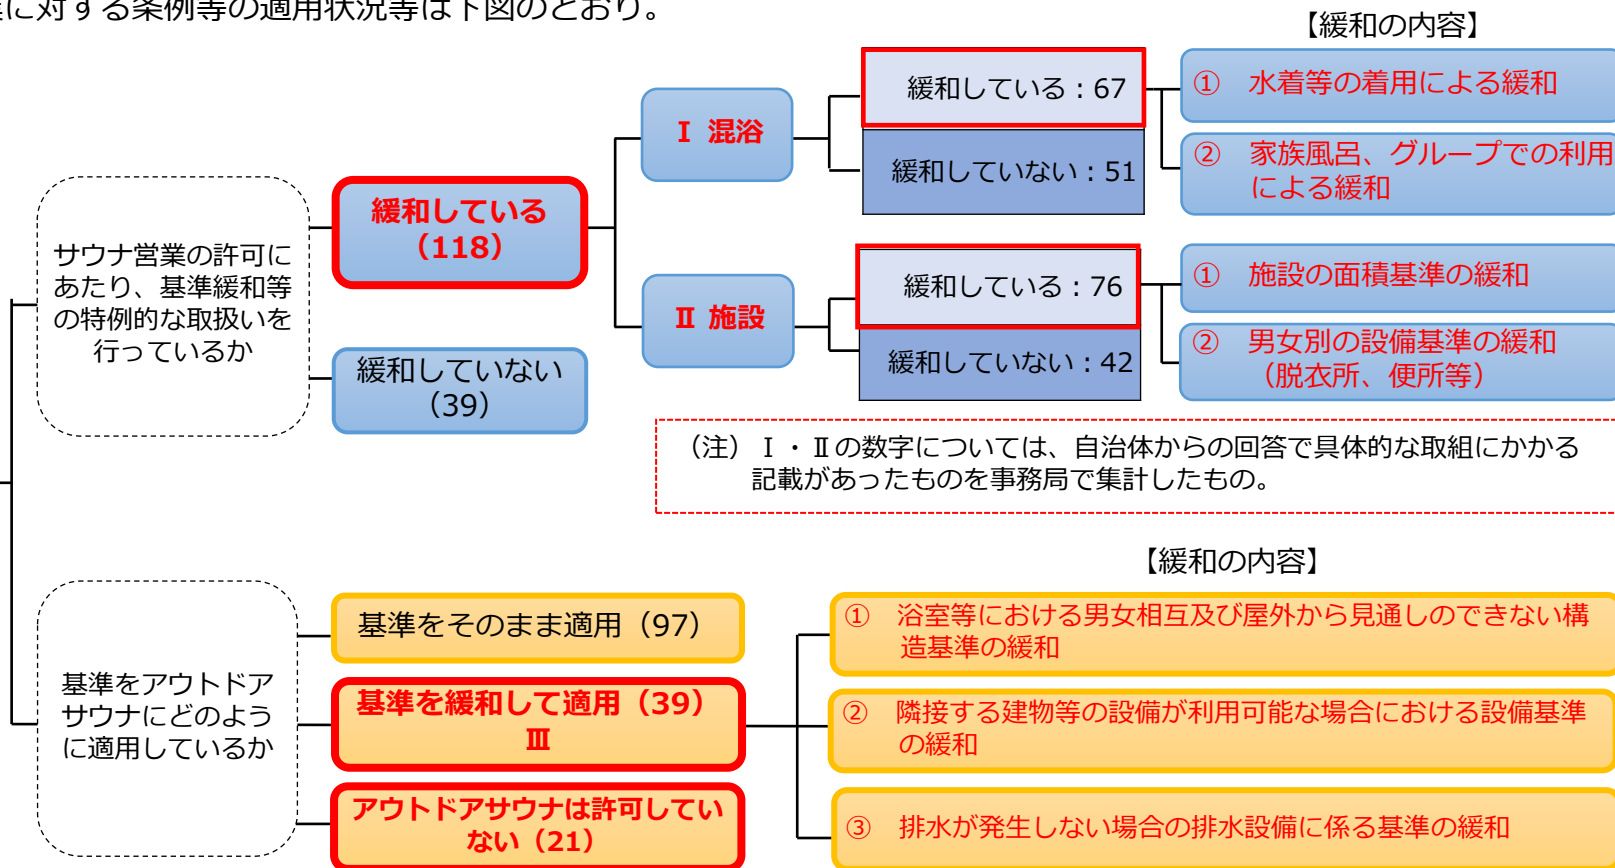 に対する条例等の適用状況等は下図のとおり。
【緩和の内容】
サウナ営業の許可に
あたり、基準緩和等
の特例的な取扱いを
行っているか
緩和している
（118）
緩和していない
（39）
Ⅰ 混浴
緩和している：67
緩和していない：51
① 水着等の着用による緩和
② 家族風呂、グループでの利用
による緩和
Ⅱ 施設
緩和している：76
緩和していない：42
① 施設の面積基準の緩和
② 男女別の設備基準の緩和
（脱衣所、便所等）
（注）Ⅰ・Ⅱの数字については、自治体からの回答で具体的な取組にかかる
記載があったものを事務局で集計したもの。
【緩和の内容】
基準をアウトドア
サウナにどのよう
に適用しているか
基準をそのまま適用（97）
基準を緩和して適用（39）
Ⅲ
アウトドアサウナは許可してい
ない（21）
① 浴室等における男女相互及び屋外から見通しのできない構
造基準の緩和
② 隣接する建物等の設備が利用可能な場合における設備基準
の緩和
③ 排水が発生しない場合の排水設備に係る基準の緩和